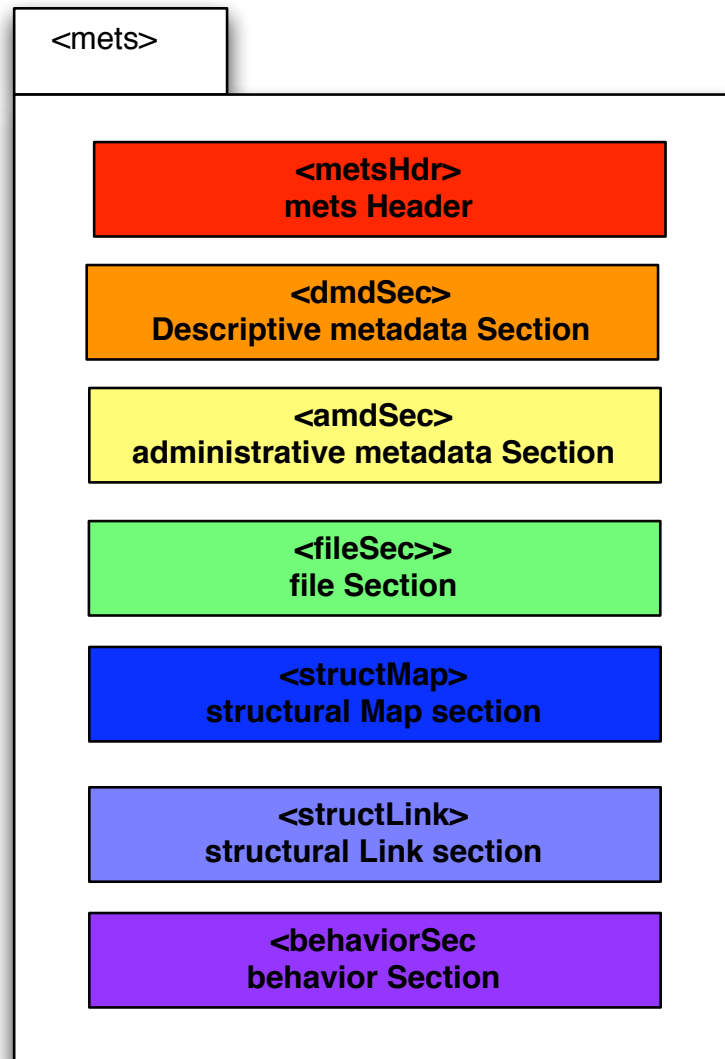 <mets>
<metsHdr>
mets Header
<dmdSec>
Descriptive metadata Section
<amdSec>
administrative metadata Section
<fileSec>>
file Section
<structMap>
structural Map section
<structLink>
structural Link section
<behaviorSec
behavior Section